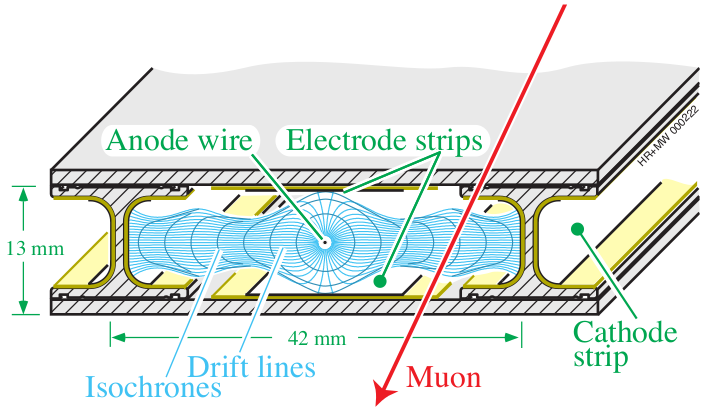 HR+MW 000222
Anode wire
Electrode strips
13 mm
42 mm
Cathode
strip
Drift lines
Isochrones
Muon